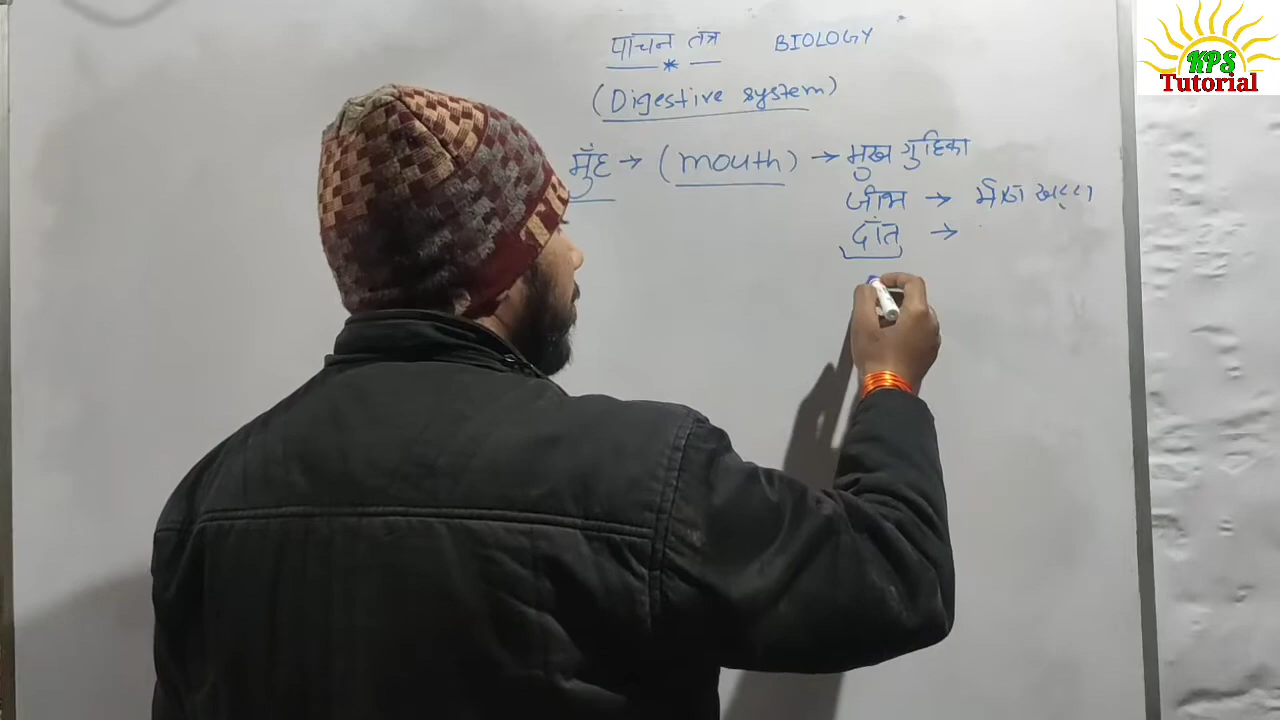 पाचन तंत्र BIOLOGY
(Digestive system)
मुँह → (mouth) → मुख गुहिका
जीभ →
दाँत →
KPS
Tutorial